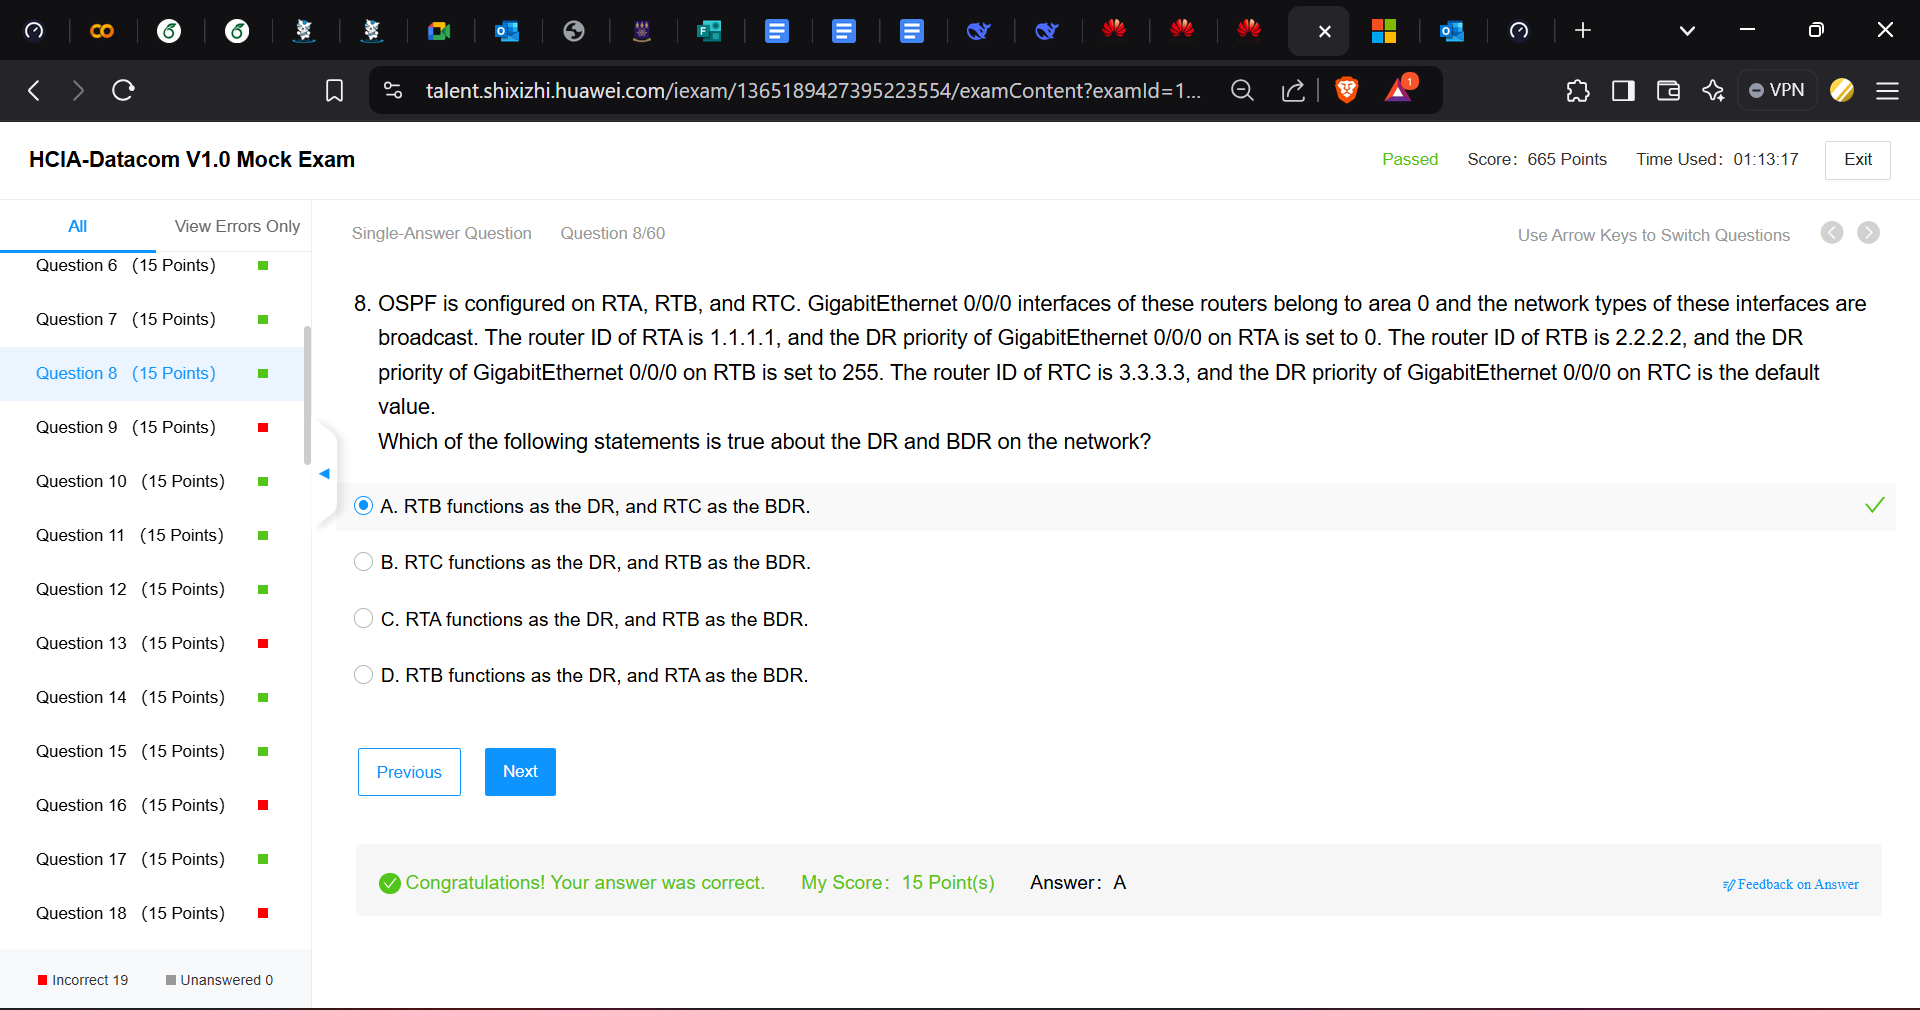 talent.shixizhi.huawei.com/iexam/1365189427395223554/examContent?examId=1...
1
VPN
HCIA-Datacom V1.0 Mock Exam
Passed
Score: 665 Points
Time Used: 01:13:17
Exit
All
View Errors Only
Single-Answer Question
Question 8/60
Use Arrow Keys to Switch Questions
Question 6 (15 Points)
Question 7 (15 Points)
Question 8 (15 Points)
Question 9 (15 Points)
Question 10 (15 Points)
Question 11 (15 Points)
Question 12 (15 Points)
Question 13 (15 Points)
Question 14 (15 Points)
Question 15 (15 Points)
Question 16 (15 Points)
Question 17 (15 Points)
Question 18 (15 Points)
Incorrect 19
Unanswered 0
8. OSPF is configured on RTA, RTB, and RTC. GigabitEthernet 0/0/0 interfaces of these routers belong to area 0 and the network types of these interfaces are
broadcast. The router ID of RTA is 1.1.1.1, and the DR priority of GigabitEthernet 0/0/0 on RTA is set to 0. The router ID of RTB is 2.2.2.2, and the DR
priority of GigabitEthernet 0/0/0 on RTB is set to 255. The router ID of RTC is 3.3.3.3, and the DR priority of GigabitEthernet 0/0/0 on RTC is the default
value.
Which of the following statements is true about the DR and BDR on the network?
A. RTB functions as the DR, and RTC as the BDR.
B. RTC functions as the DR, and RTB as the BDR.
C. RTA functions as the DR, and RTB as the BDR.
D. RTB functions as the DR, and RTA as the BDR.
Previous
Next
Congratulations! Your answer was correct.
My Score: 15 Point(s)
Answer: A
Feedback on Answer